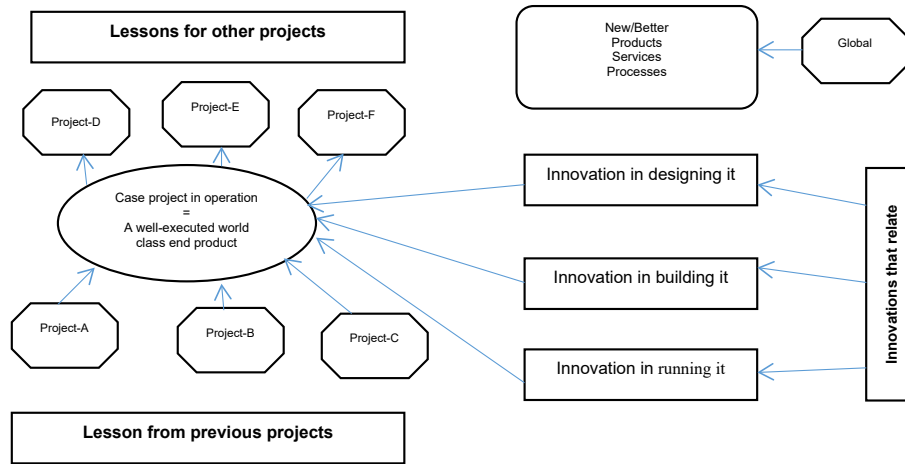 Lessons for other projects
New/Better
Products
Services
Processes
Global
Project-D
Project-E
Project-F
Case project in operation
=
A well-executed world
class end product
Innovation in designing it
Innovation in building it
Innovation in running it
Innovations that relate
Project-A
Project-B
Project-C
Lesson from previous projects